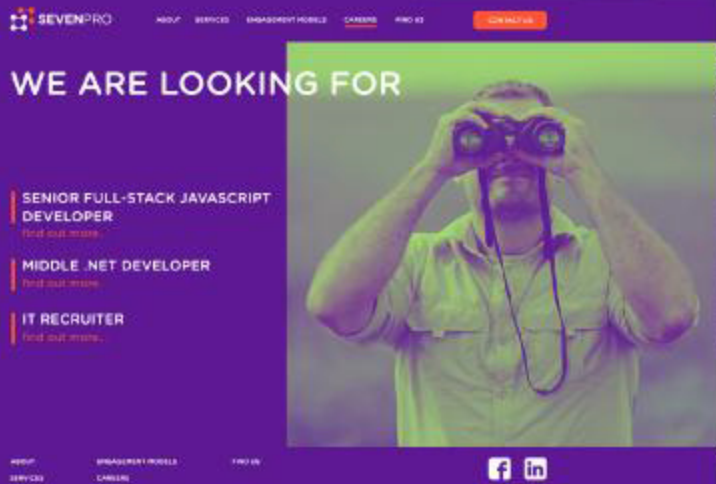 SEVENPRO
ABOUT SERVICES ENGAGEMENT MODELS CAREERS FIND US CONTACT US
WE ARE LOOKING FOR
SENIOR FULL-STACK JAVASCRIPT
DEVELOPER
find out more..
MIDDLE .NET DEVELOPER
find out more..
IT RECRUITER
find out more..
ABOUT ENGAGEMENT MODELS FIND US
SERVICES CAREERS